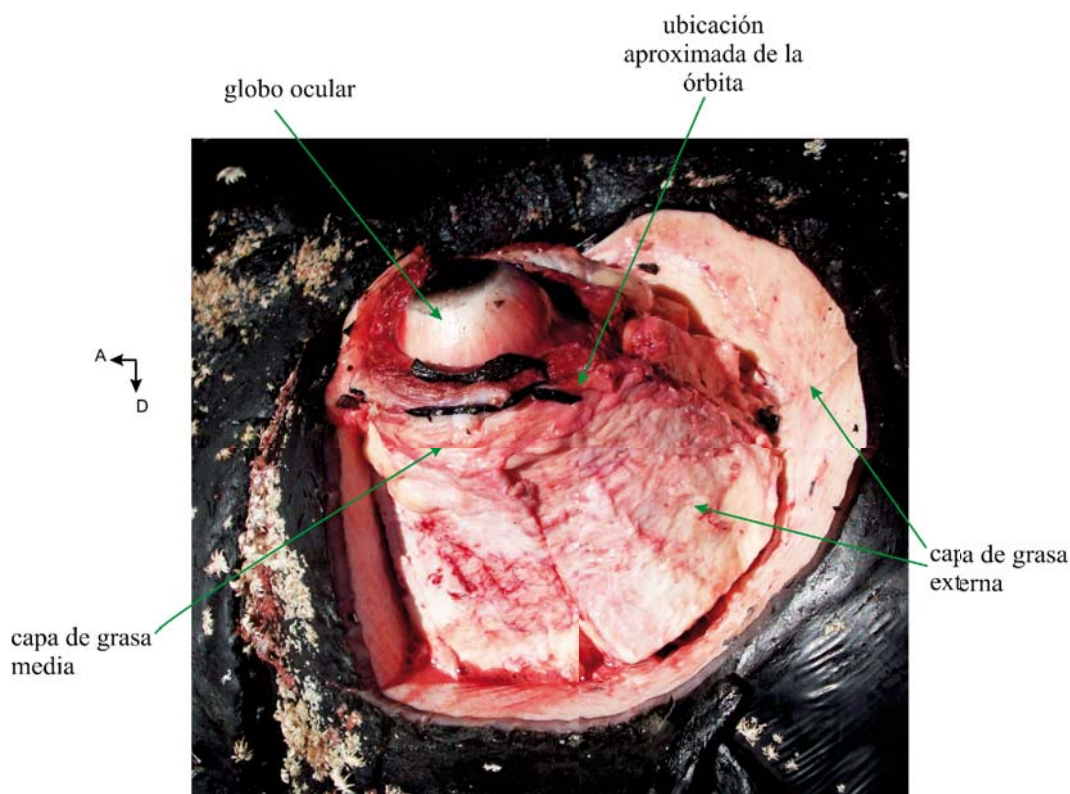 ubicación
aproximada de la
órbita
globo ocular
A
D
capa de grasa
externa
capa de grasa
media